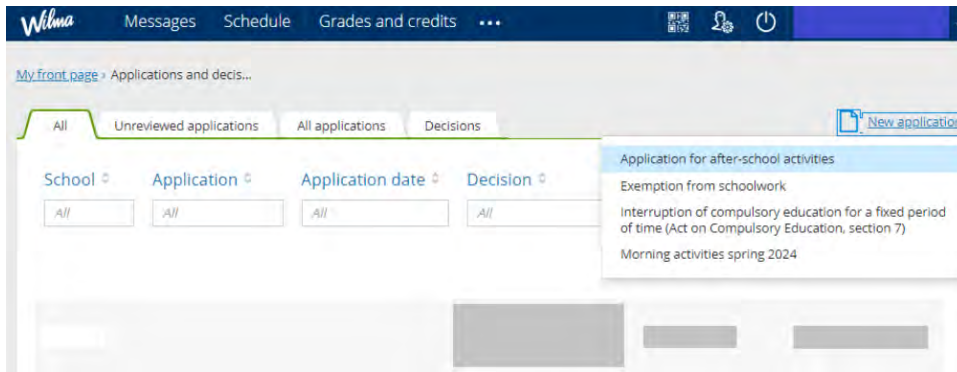 Wilma Messages Schedule Grades and credits •••
My front page › Applications and decis...
All Unreviewed applications All applications Decisions New application
Application for after-school activities
School Application Application date Decision
Exemption from schoolwork
All All All All
Interruption of compulsory education for a fixed period
of time (Act on Compulsory Education, section 7)
Morning activities spring 2024